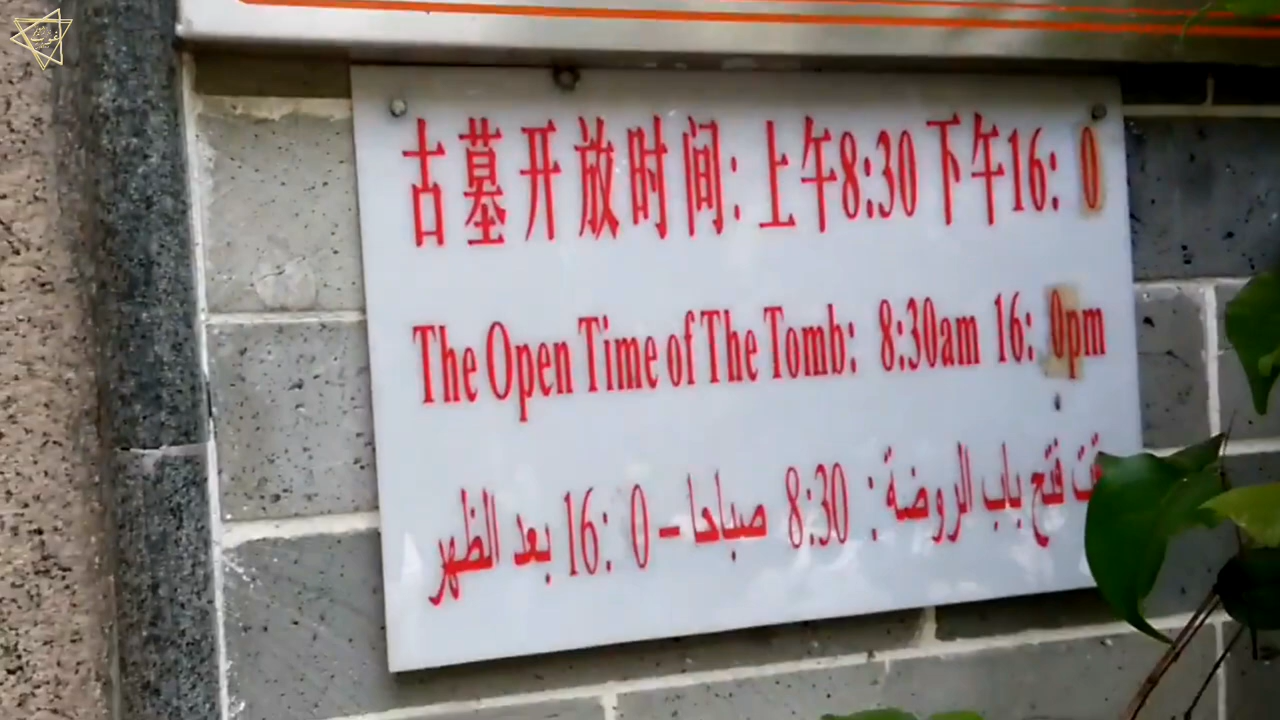 古墓开放时间: 上午8:30 下午16: 0
The Open Time of The Tomb: 8:30am 16: 0pm
فتح باب الروضة : 8:30 صباحا – 16: 0 بعد الظهر